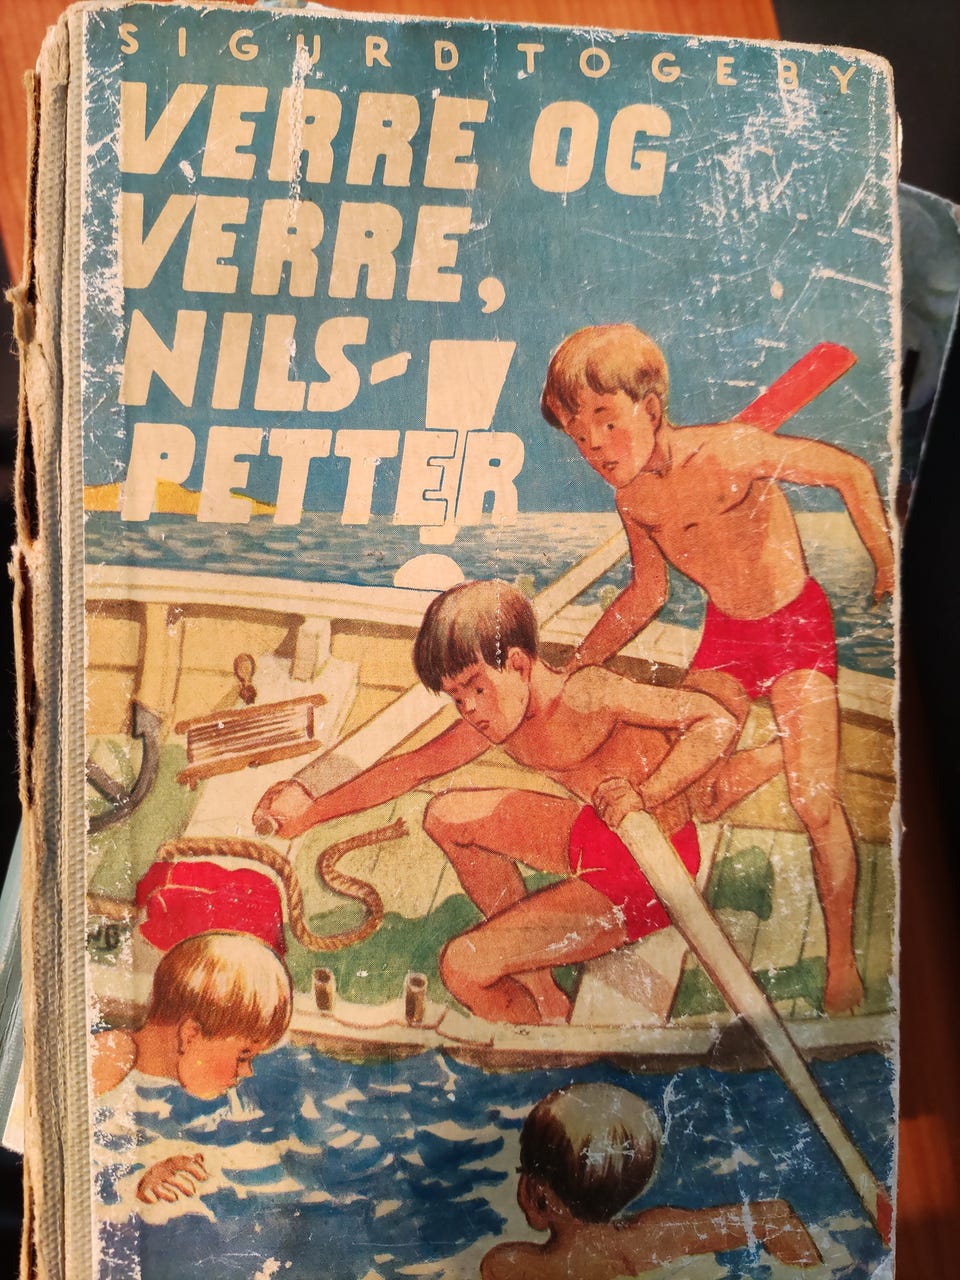 SIGURD TOGEBY
VERRE OG
VERRE,
NILS-
PETTER!